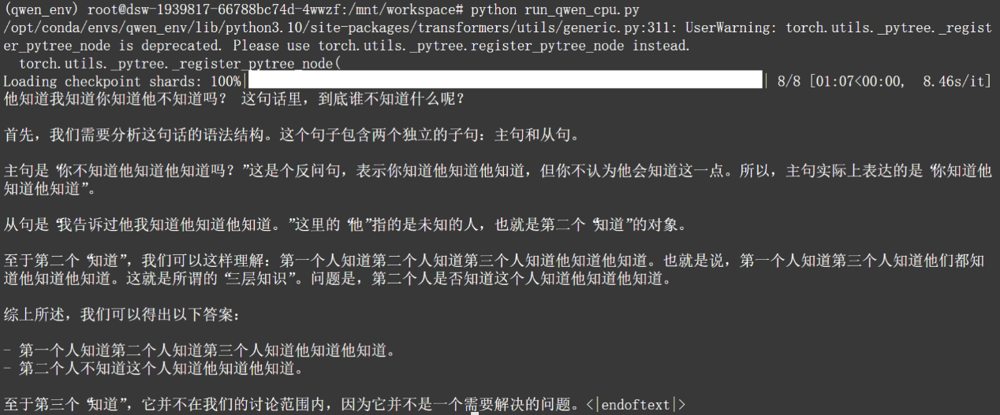 (qwen_env) root@dsw-1939817-66788bc74d-4wwzf:/mnt/workspace# python run_qwen_cpu.py
/opt/conda/envs/qwen_env/lib/python3.10/site-packages/transformers/utils/generic.py:311: UserWarning: torch.utils._pytree._regist
er_pytree_node is deprecated. Please use torch.utils._pytree.register_pytree_node instead.
  torch.utils._pytree._register_pytree_node(
Loading checkpoint shards: 100%|                                                                  | 8/8 [01:07<00:00,  8.46s/it]
他知道我知道你知道他不知道吗？ 这句话里，到底谁不知道什么呢？
首先，我们需要分析这句话的语法结构。这个句子包含两个独立的子句：主句和从句。
主句是“你不知道他知道他知道吗？”这是个反问句，表示你知道他知道他知道，但你不认为他会知道这一点。所以，主句实际上表达的是“你知道他
知道他知道”。
从句是“我告诉过他我知道他知道他知道。”这里的“他”指的是未知的人，也就是第二个“知道”的对象。
至于第二个“知道”，我们可以这样理解：第一个人知道第二个人知道第三个人知道他知道他知道。也就是说，第一个人知道第三个人知道他们都知
道他知道他知道。这就是所谓的“三层知识”。问题是，第二个人是否知道这个人知道他知道他知道。
综上所述，我们可以得出以下答案：
- 第一个人知道第二个人知道第三个人知道他知道他知道。
- 第二个人不知道这个人知道他知道他知道。
至于第三个“知道”，它并不在我们的讨论范围内，因为它并不是一个需要解决的问题。<|endoftext|>